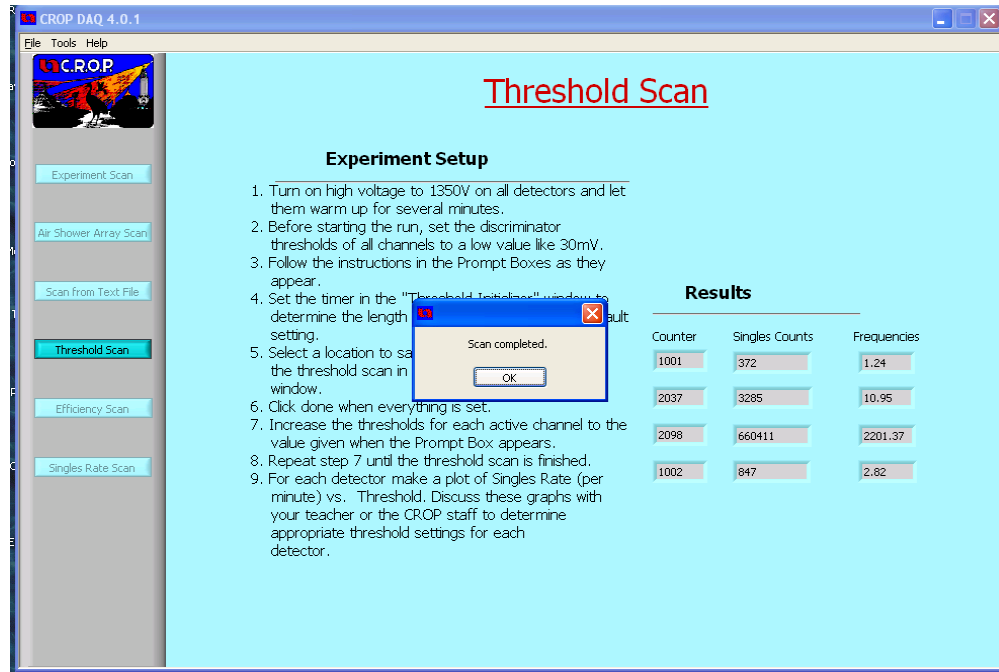 CROP DAQ 4.0.1
File Tools Help
C.R.O.P.
Threshold Scan
Experiment Setup
1. Turn on high voltage to 1350V on all detectors and let
them warm up for several minutes.
2. Before starting the run, set the discriminator
thresholds of all channels to a low value like 30mV.
3. Follow the instructions in the Prompt Boxes as they
appear.
4. Set the timer in the "Threshold Initializer" window to
determine the length ault
setting.
5. Select a location to sa
the threshold scan in
window.
6. Click done when everything is set.
7. Increase the thresholds for each active channel to the
value given when the Prompt Box appears.
8. Repeat step 7 until the threshold scan is finished.
9. For each detector make a plot of Singles Rate (per
minute) vs. Threshold. Discuss these graphs with
your teacher or the CROP staff to determine
appropriate threshold settings for each
detector.
Experiment Scan
Air Shower Array Scan
Scan from Text File
Threshold Scan
Efficiency Scan
Singles Rate Scan
Scan completed.
OK
Results
Counter Singles Counts Frequencies
1001 372 1.24
2037 3285 10.95
2098 660411 2201.37
1002 847 2.82